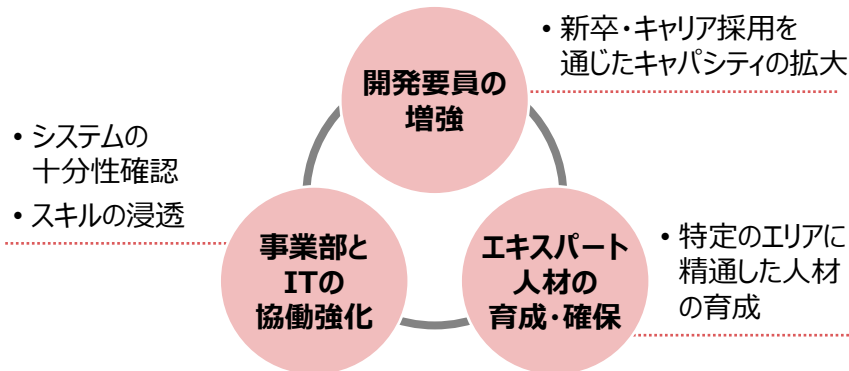 開発要員の
増強
• 新卒・キャリア採用を
通じたキャパシティの拡大
• システムの
十分性確認
• スキルの浸透
事業部と
ITの
協働強化
エキスパート
人材の
育成・確保
• 特定のエリアに
精通した人材
の育成